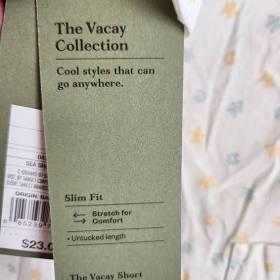 The Vacay
Collection
Cool styles that can
go anywhere.
Slim Fit
Stretch for
Comfort
• Untucked length
The Vacay Short
SEA
$23.0